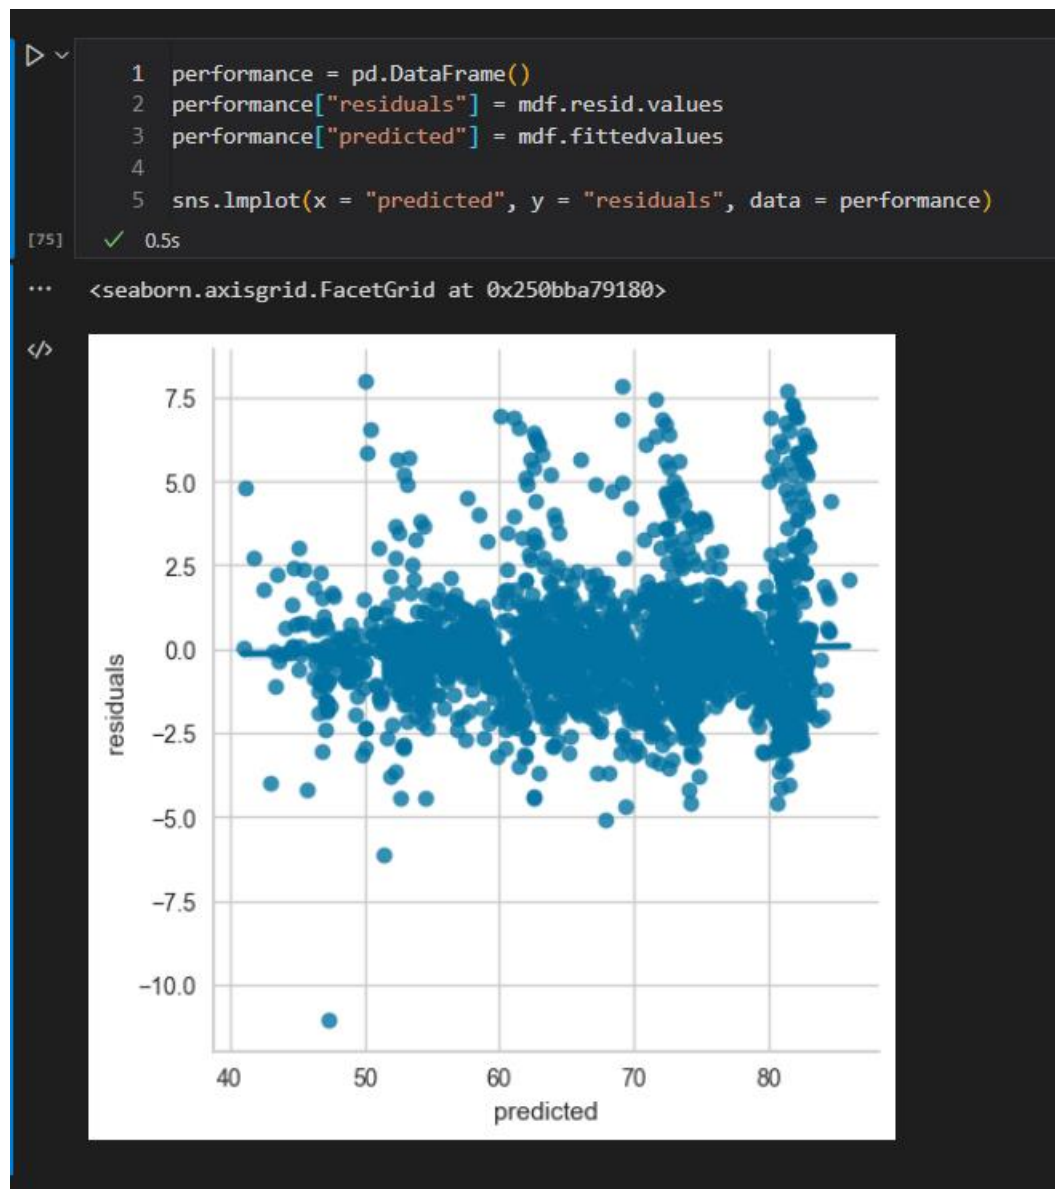 1 performance = pd.DataFrame()
2 performance["residuals"] = mdf.resid.values
3 performance["predicted"] = mdf.fittedvalues
4
5 sns.lmplot(x = "predicted", y = "residuals", data = performance)
[75] ✓ 0.5s
... <seaborn.axisgrid.FacetGrid at 0x250bba79180>
</>
7.5
5.0
2.5
0.0
−2.5
−5.0
−7.5
−10.0
residuals
40 50 60 70 80
predicted